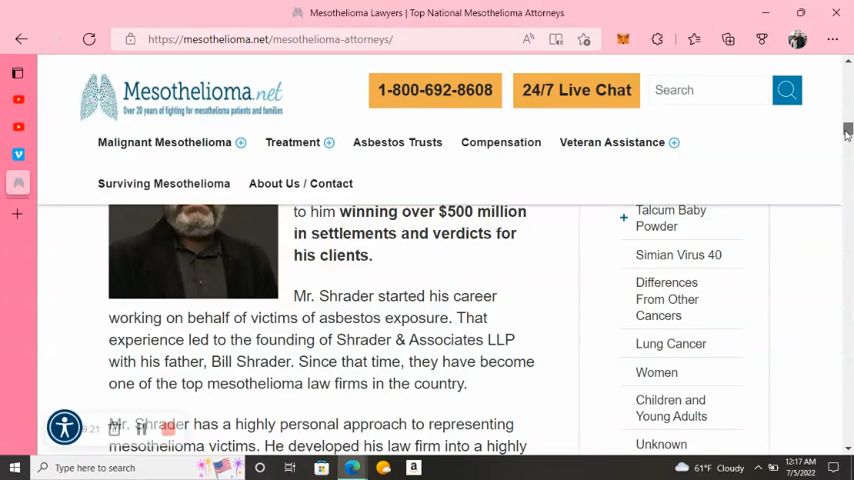 Mesothelioma Lawyers | Top National Mesothelioma Attorneys
https://mesothelioma.net/mesothelioma-attorneys/
Mesothelioma.net
Over 20 years of fighting for mesothelioma patients and families
1-800-692-8608
24/7 Live Chat
Search
Malignant Mesothelioma
Treatment
Asbestos Trusts
Compensation
Veteran Assistance
Surviving Mesothelioma
About Us / Contact
to him winning over $500 million
in settlements and verdicts for
his clients.
Mr. Shrader started his career
working on behalf of victims of asbestos exposure. That
experience led to the founding of Shrader & Associates LLP
with his father, Bill Shrader. Since that time, they have become
one of the top mesothelioma law firms in the country.
Mr. Shrader has a highly personal approach to representing
mesothelioma victims. He developed his law firm into a highly
Talcum Baby
Powder
Simian Virus 40
Differences
From Other
Cancers
Lung Cancer
Women
Children and
Young Adults
Unknown
9:21
Type here to search
a
61°F Cloudy
12:17 AM
7/5/2022